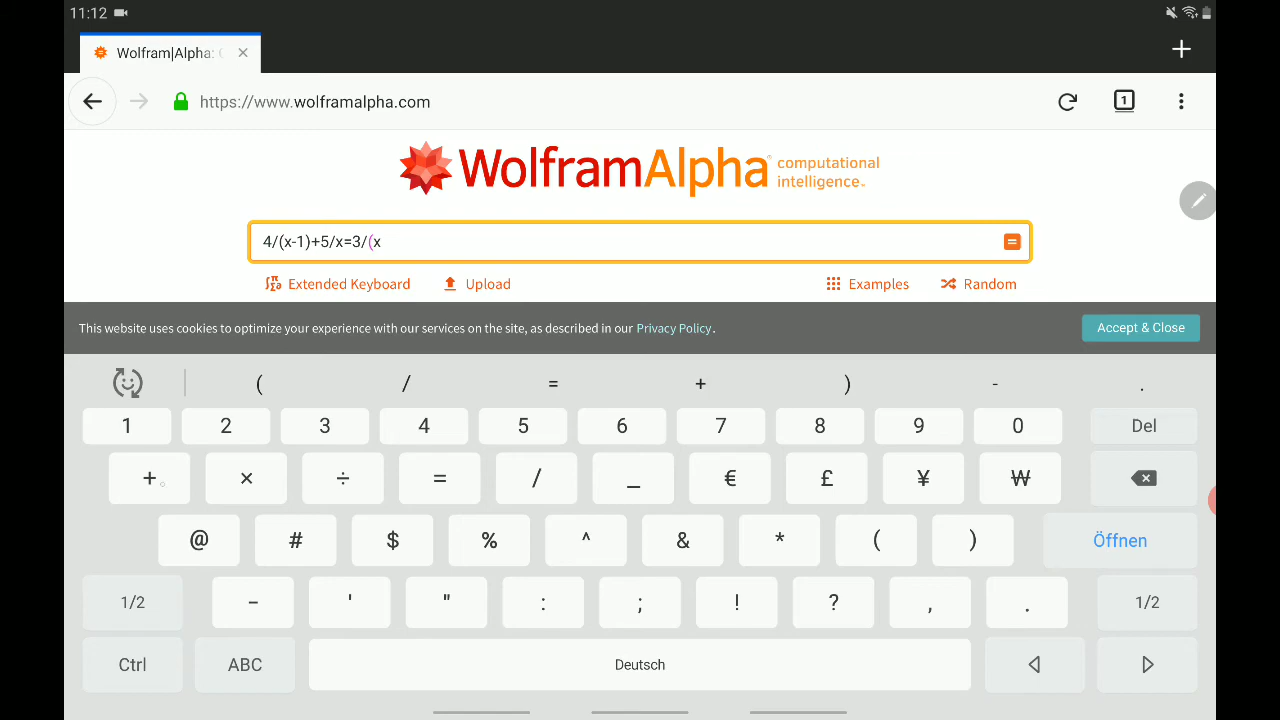 11:12
Wolfram|Alpha: (
https://www.wolframalpha.com
1
WolframAlpha computational intelligence.
4/(x-1)+5/x=3/(x
=
Extended Keyboard Upload Examples Random
This website uses cookies to optimize your experience with our services on the site, as described in our Privacy Policy. Accept & Close
( / = + ) - .
1 2 3 4 5 6 7 8 9 0 Del
+ × ÷ = / _ € £ ¥ ₩
@ # $ % ^ & * ( ) Öffnen
1/2 - ' " : ; ! ? , . 1/2
Ctrl ABC Deutsch